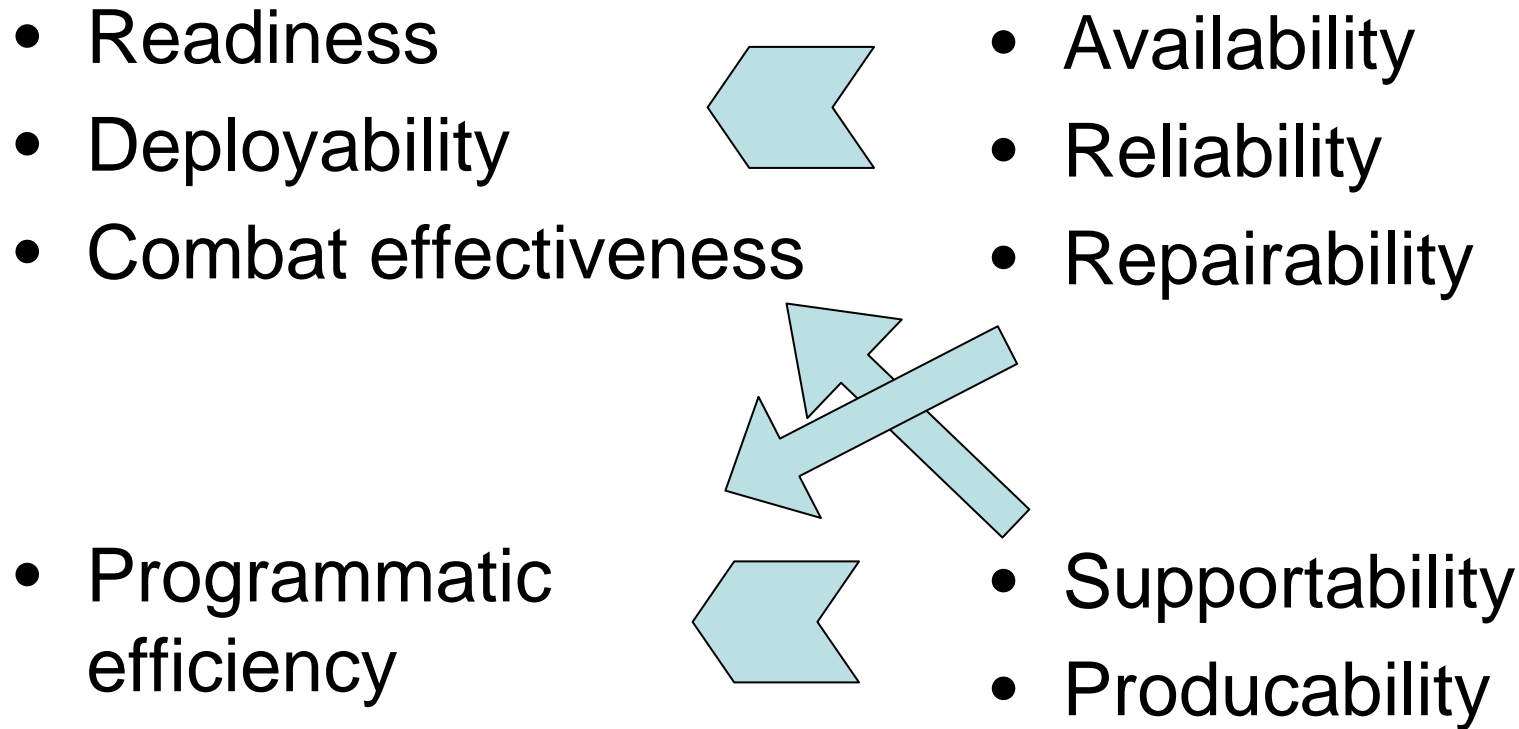 • Readiness
• Deployability
• Combat effectiveness
• Programmatic
efficiency
• Availability
• Reliability
• Repairability
• Supportability
• Producability